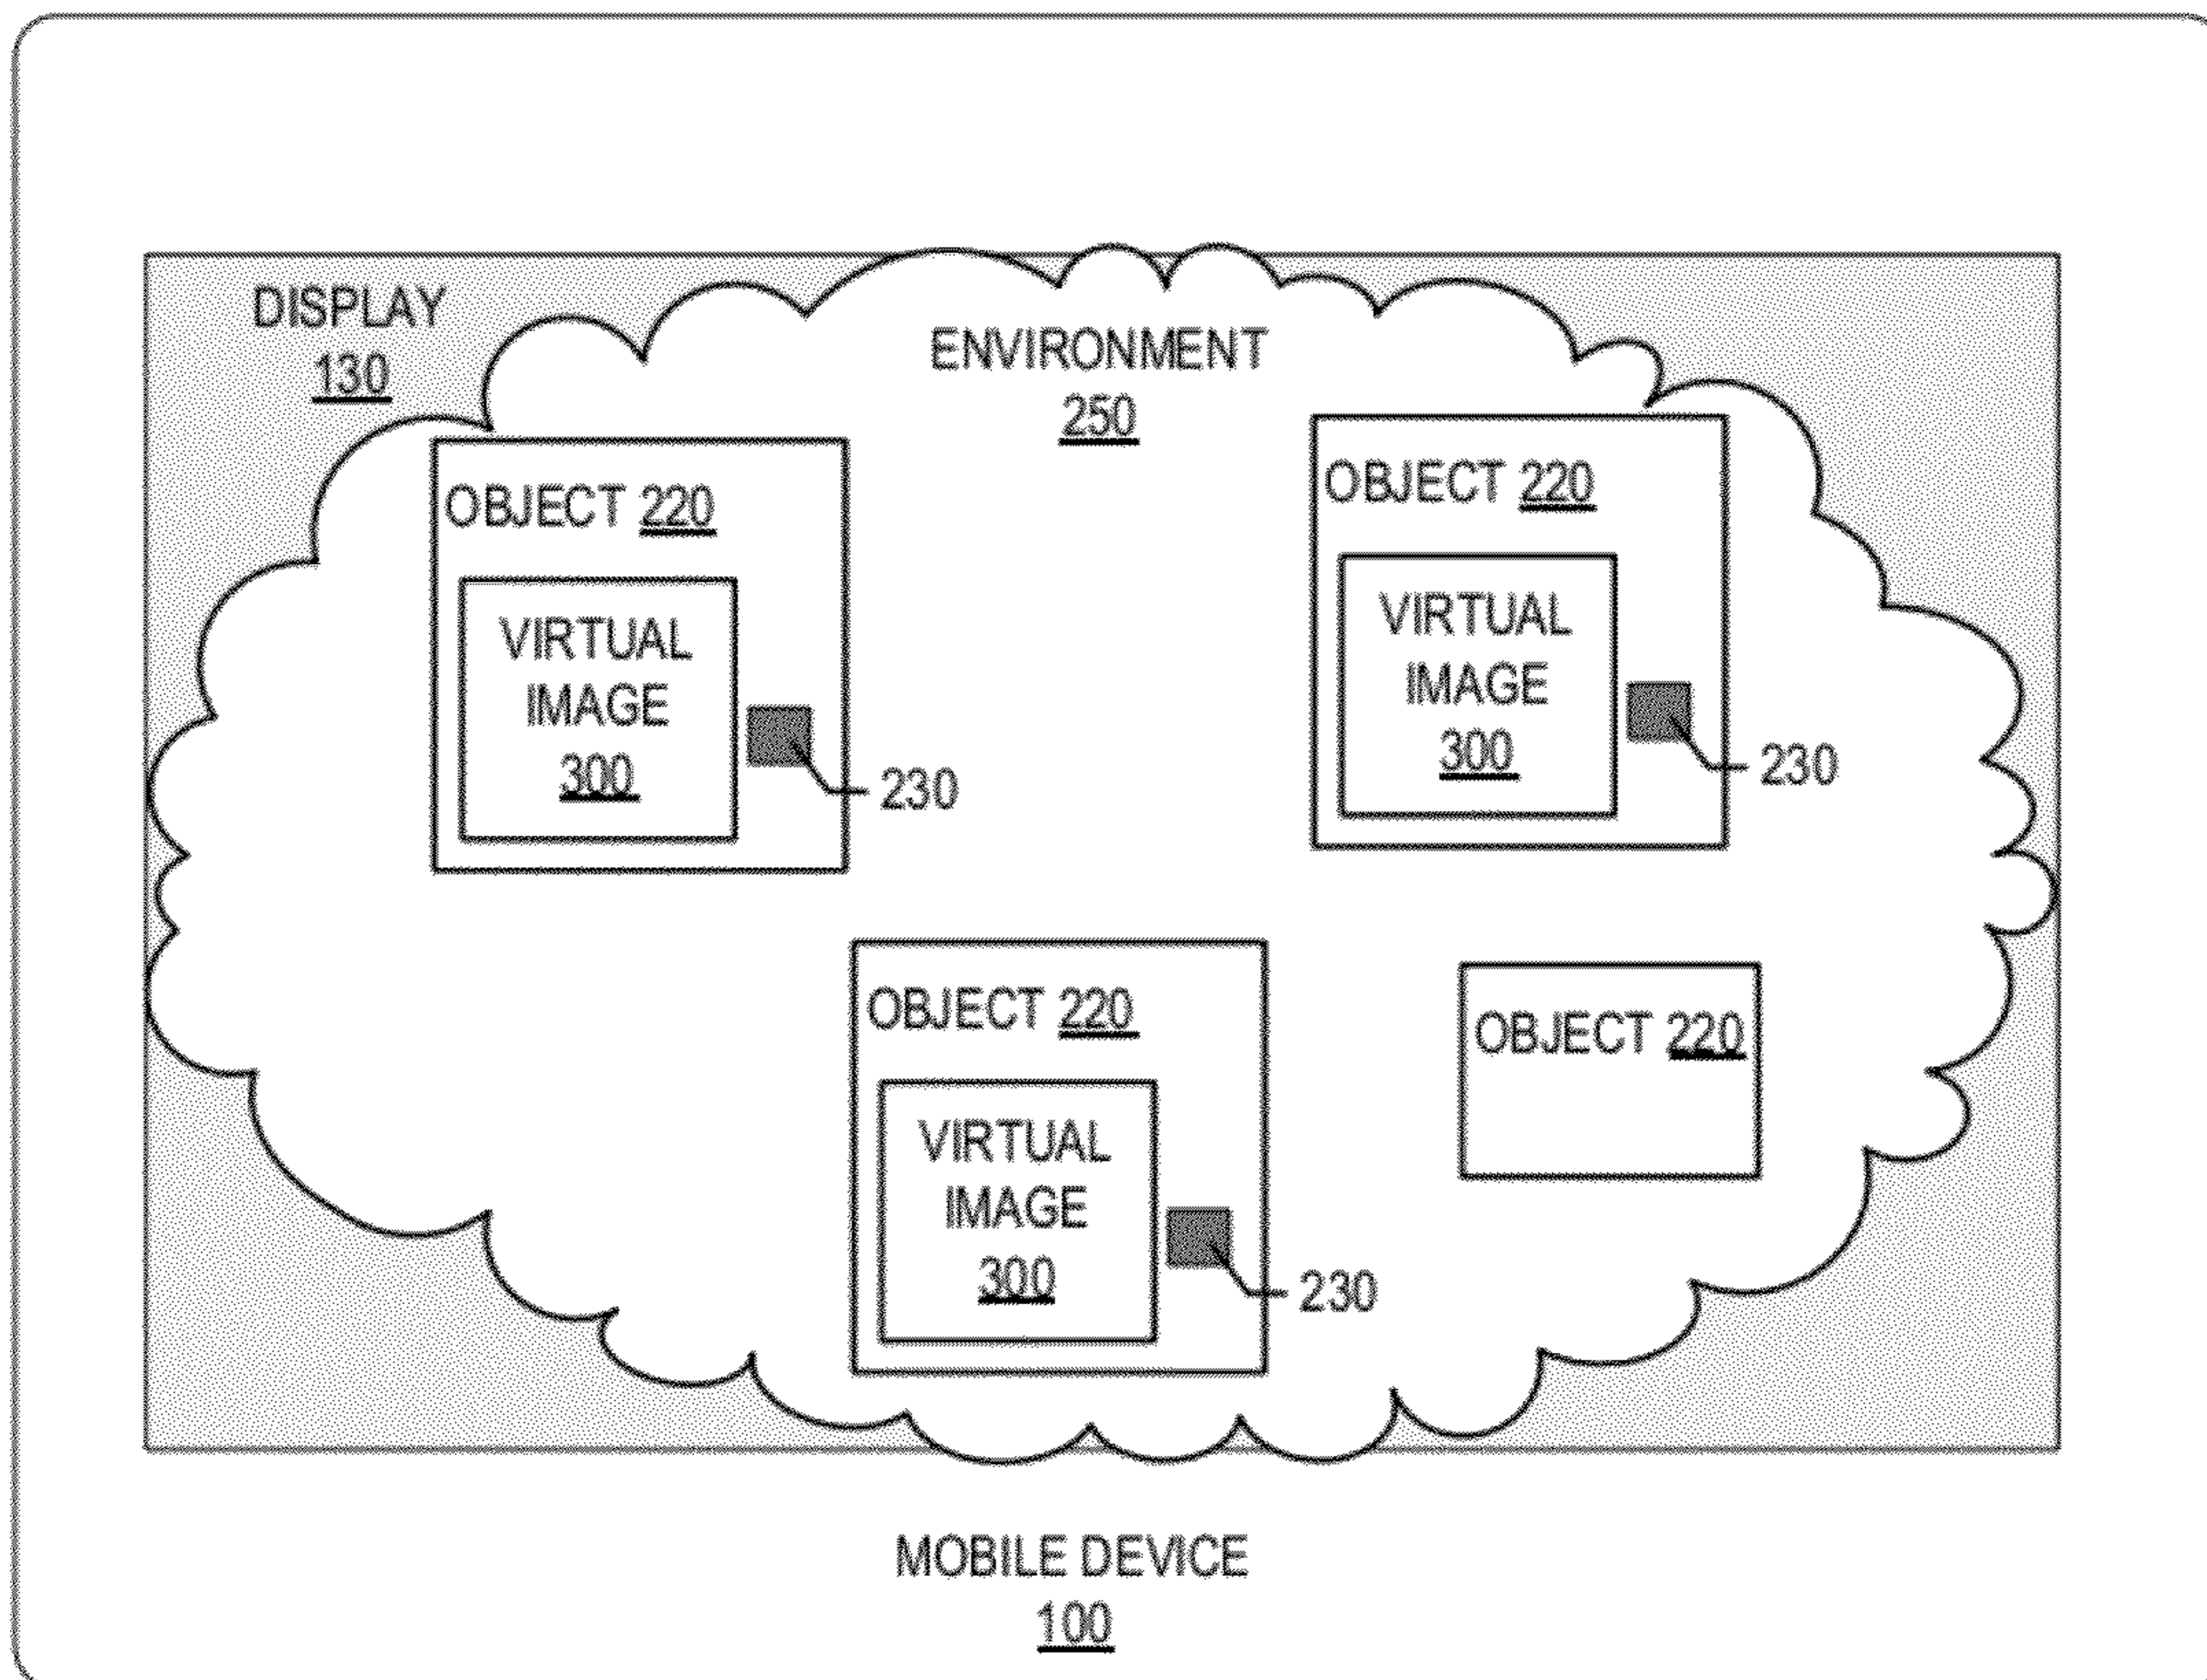 DISPLAY
130
ENVIRONMENT
250
OBJECT 220
VIRTUAL
IMAGE
300
230
OBJECT 220
VIRTUAL
IMAGE
300
230
OBJECT 220
VIRTUAL
IMAGE
300
230
OBJECT 220
MOBILE DEVICE
100